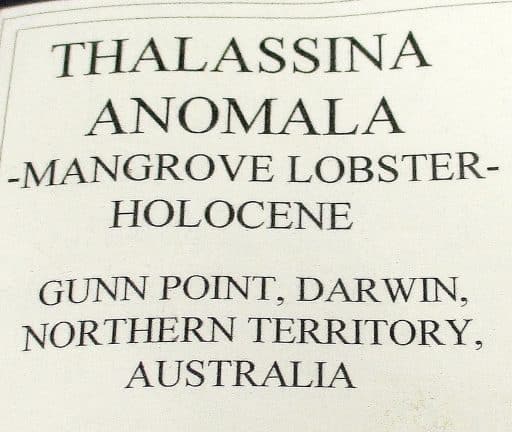 THALASSINA
ANOMALA
-MANGROVE LOBSTER-
HOLOCENE
GUNN POINT, DARWIN,
NORTHERN TERRITORY,
AUSTRALIA